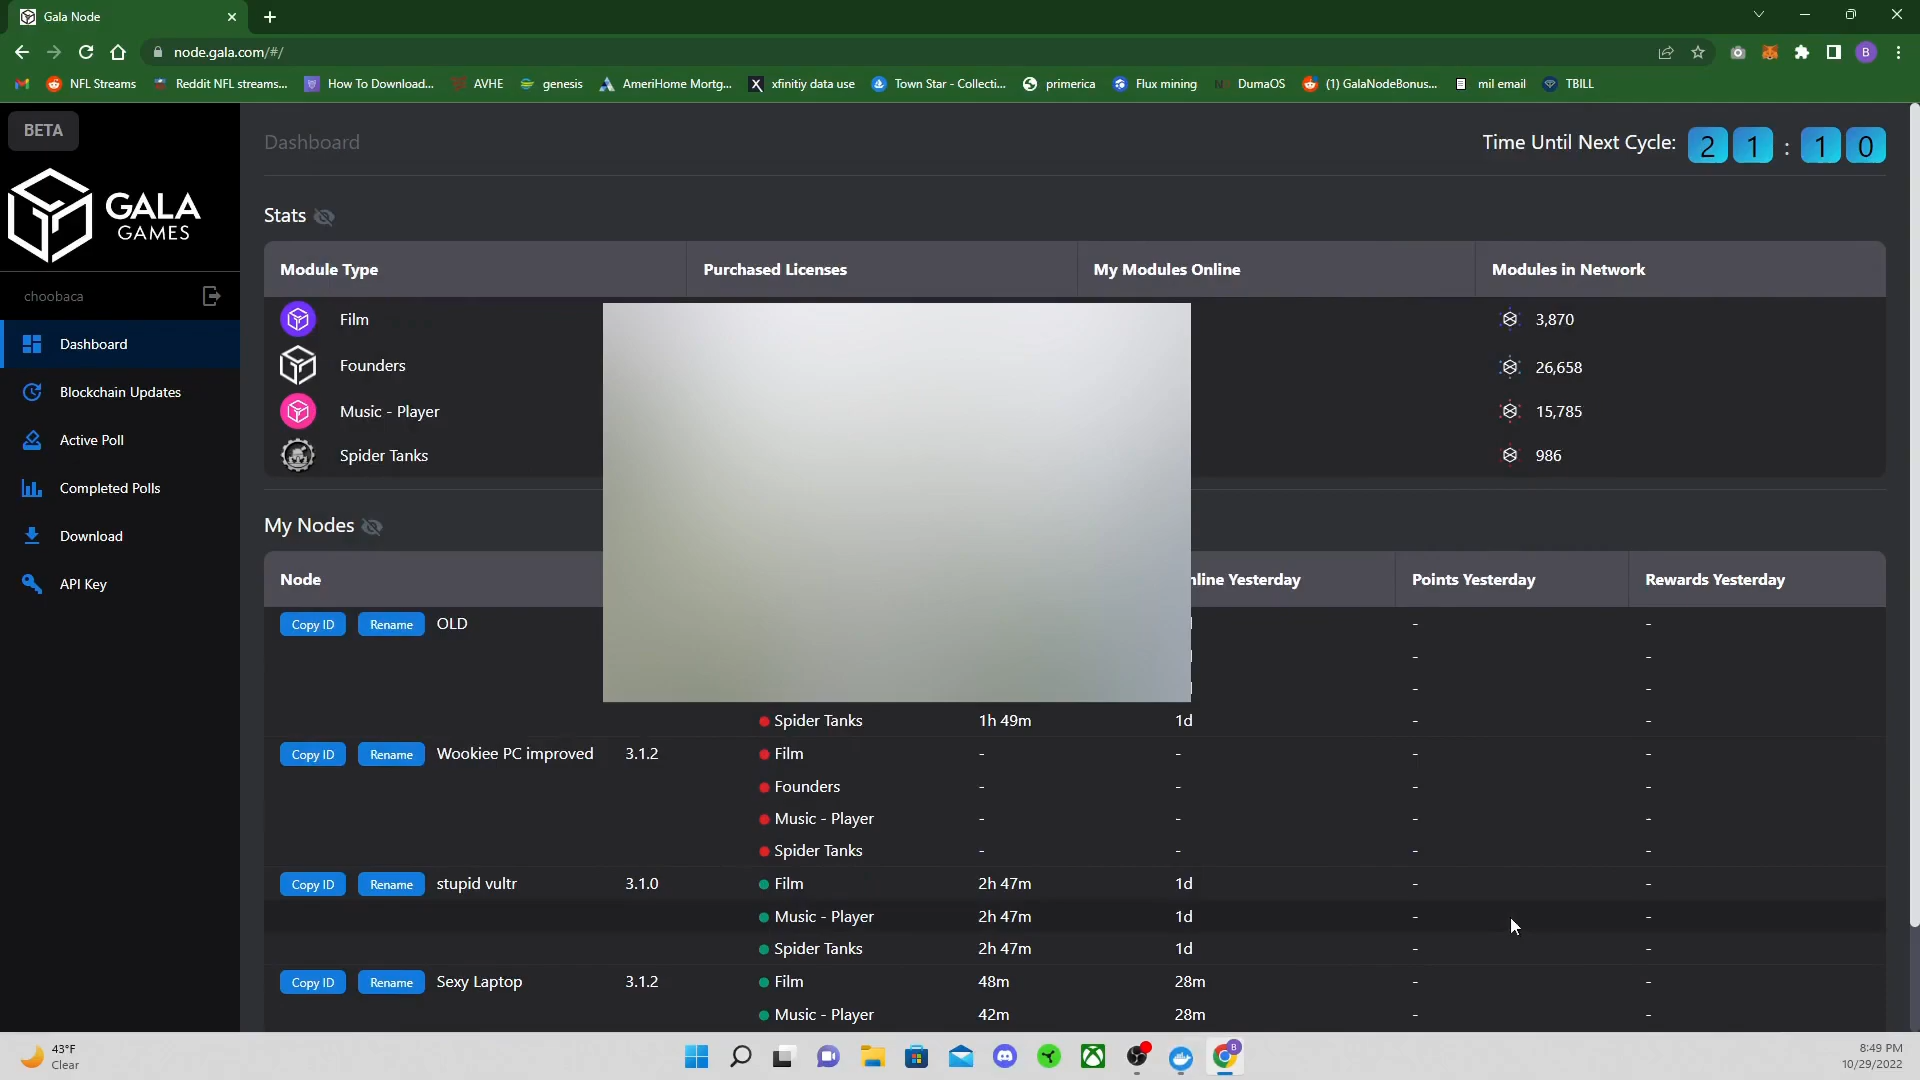 Gala Node
node.gala.com/#/
NFL Streams Reddit NFL streams... How To Download... AVHE genesis AmeriHome Mortg... xfinitiy data use Town Star - Collecti... primerica Flux mining DumaOS (1) GalaNodeBonus... mil email TBILL
BETA
GALA
GAMES
choobaca
Dashboard
Blockchain Updates
Active Poll
Completed Polls
Download
API Key
Dashboard
Time Until Next Cycle: 2 1 : 1 0
Stats
Module Type Purchased Licenses My Modules Online Modules in Network
Film 3,870
Founders 26,658
Music - Player 15,785
Spider Tanks 986
My Nodes
Node nline Yesterday Points Yesterday Rewards Yesterday
Copy ID Rename OLD - -
- -
- -
Spider Tanks 1h 49m 1d - -
Copy ID Rename Wookiee PC improved 3.1.2 Film - - - -
Founders - - - -
Music - Player - - - -
Spider Tanks - - - -
Copy ID Rename stupid vultr 3.1.0 Film 2h 47m 1d - -
Music - Player 2h 47m 1d - -
Spider Tanks 2h 47m 1d - -
Copy ID Rename Sexy Laptop 3.1.2 Film 48m 28m - -
Music - Player 42m 28m - -
43°F
Clear
8:49 PM
10/29/2022